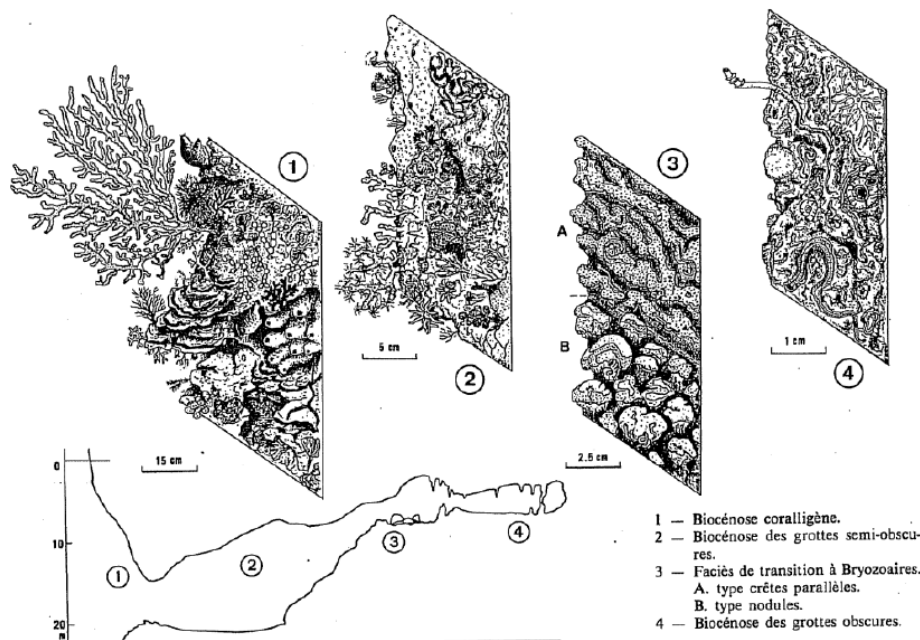 1
15 cm
2
5 cm
3
A
B
2.5 cm
4
1 cm
0
10
20
m
1
2
3
4
1 — Biocénose coralligène.
2 — Biocénose des grottes semi-obscu-
res.
3 — Faciès de transition à Bryozoaires.
A. type crêtes parallèles.
B. type nodules.
4 — Biocénose des grottes obscures.